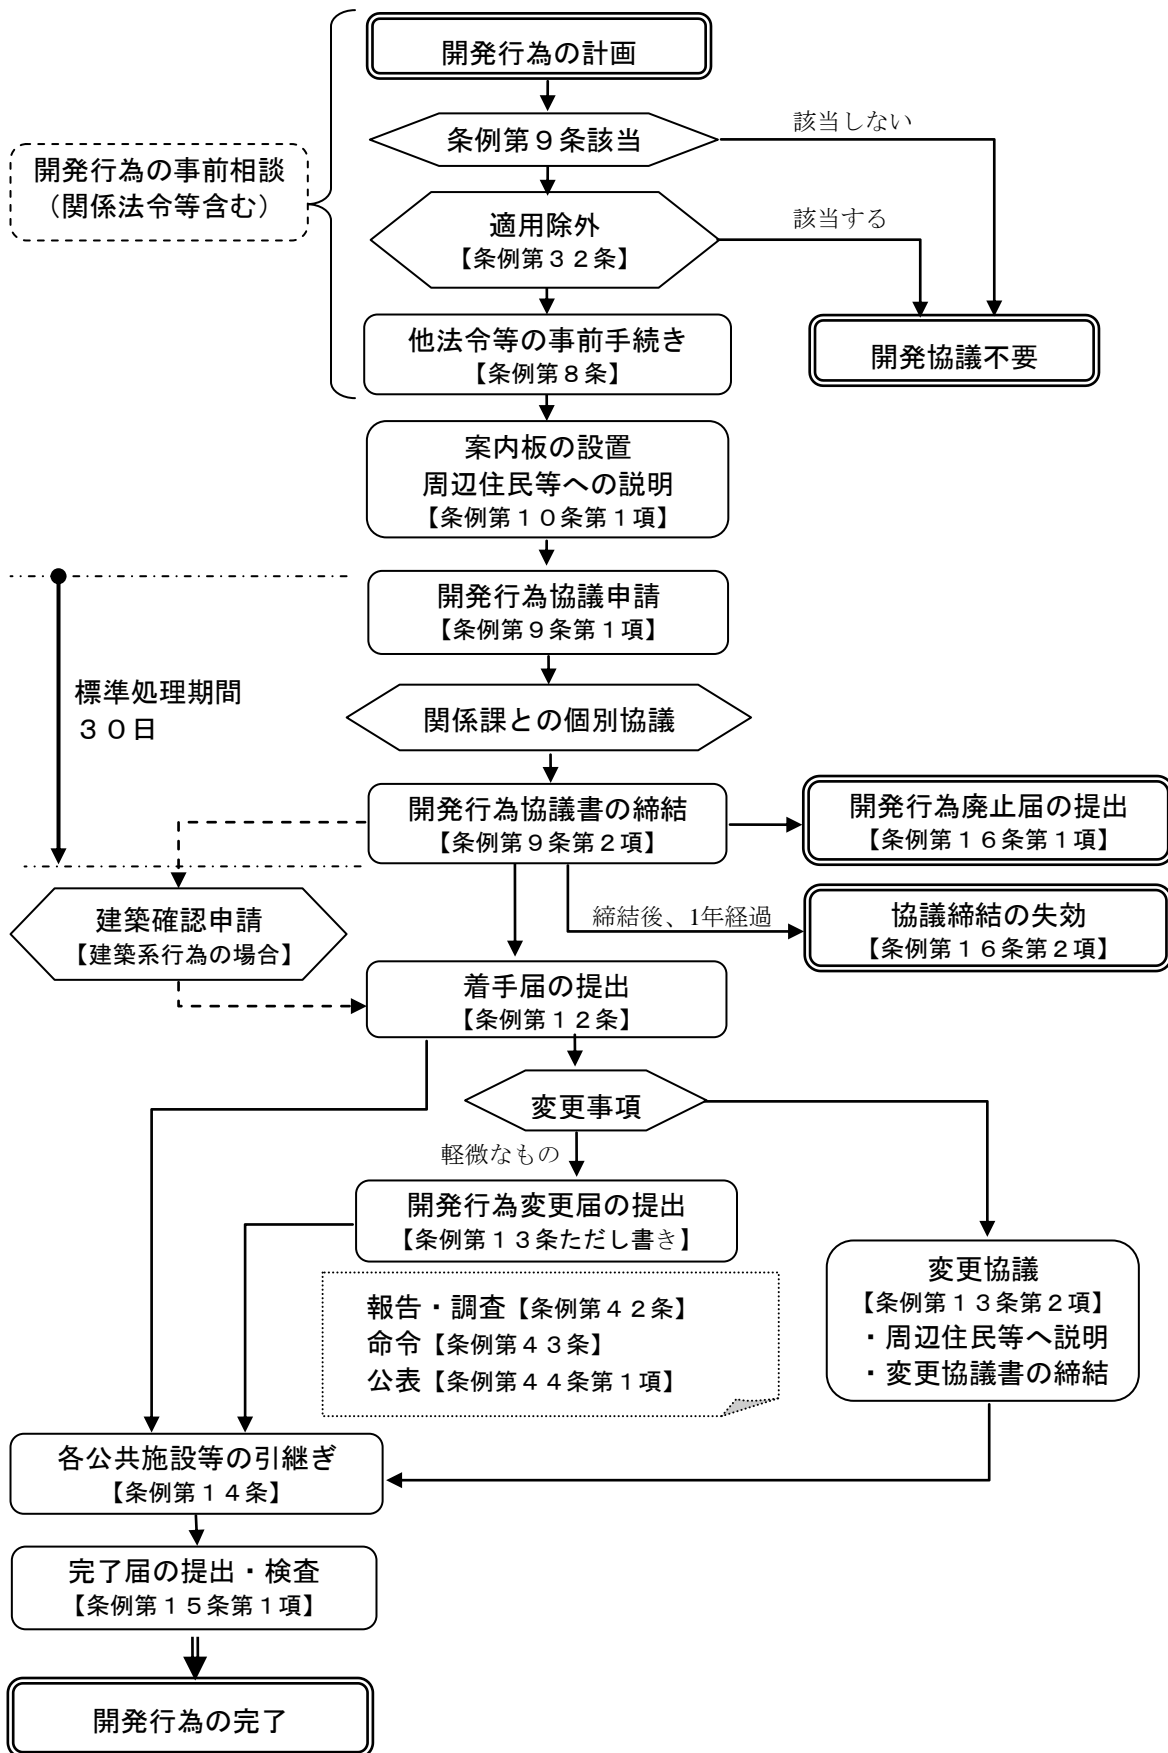 開発行為の計画
条例第９条該当
該当しない
開発行為の事前相談
（関係法令等含む）
適用除外
【条例第３２条】
該当する
他法令等の事前手続き
【条例第８条】
開発協議不要
案内板の設置
周辺住民等への説明
【条例第１０条第１項】
開発行為協議申請
【条例第９条第１項】
標準処理期間
３０日
関係課との個別協議
開発行為協議書の締結
【条例第９条第２項】
開発行為廃止届の提出
【条例第１６条第１項】
建築確認申請
【建築系行為の場合】
締結後、1年経過
協議締結の失効
【条例第１６条第２項】
着手届の提出
【条例第１２条】
変更事項
軽微なもの
開発行為変更届の提出
【条例第１３条ただし書き】
変更協議
【条例第１３条第２項】
・周辺住民等へ説明
・変更協議書の締結
報告・調査【条例第４２条】
命令【条例第４３条】
公表【条例第４４条第１項】
各公共施設等の引継ぎ
【条例第１４条】
完了届の提出・検査
【条例第１５条第１項】
開発行為の完了